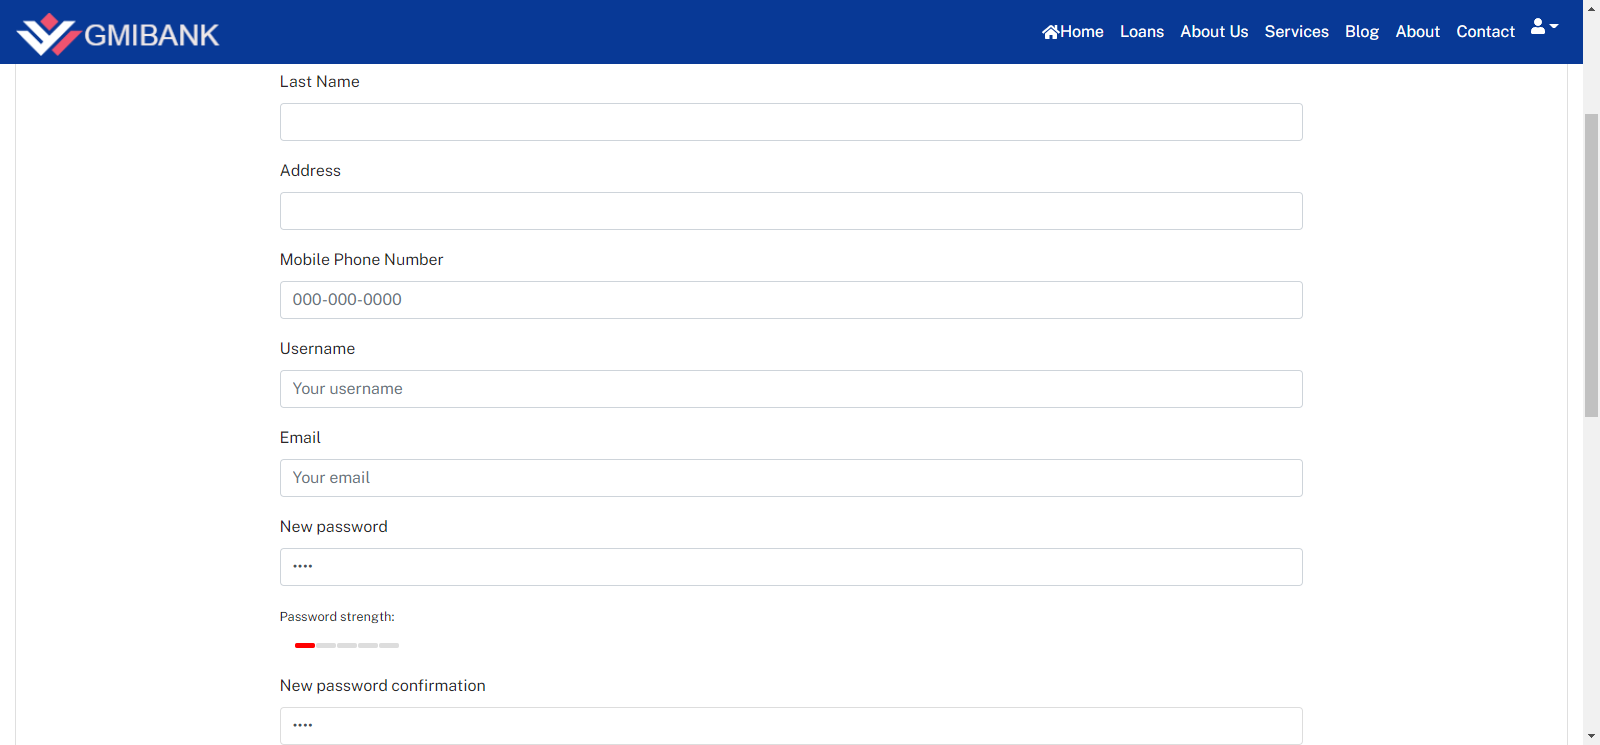 GMIBANK
Home Loans About Us Services Blog About Contact
Last Name
Address
Mobile Phone Number
000-000-0000
Username
Your username
Email
Your email
New password
••••
Password strength:
New password confirmation
••••